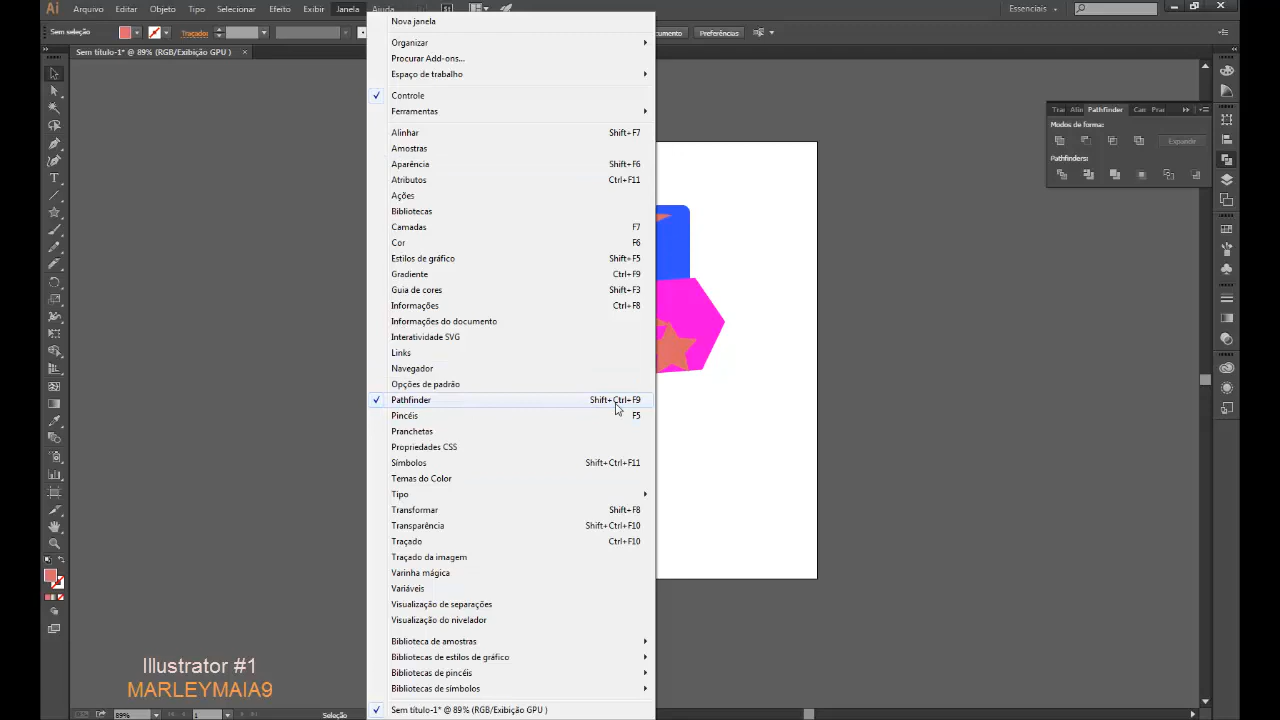 Ai Arquivo Editar Objeto Tipo Selecionar Efeito Exibir Janela Ajuda St Essenciais
Sem seleção Traçado: Preferências
Sem título-1* @ 89% (RGB/Exibição GPU ) ×
Nova janela
Organizar
Procurar Add-ons...
Espaço de trabalho
Controle
Ferramentas
Alinhar Shift+F7
Amostras
Aparência Shift+F6
Atributos Ctrl+F11
Ações
Bibliotecas
Camadas F7
Cor F6
Estilos de gráfico Shift+F5
Gradiente Ctrl+F9
Guia de cores Shift+F3
Informações Ctrl+F8
Informações do documento
Interatividade SVG
Links
Navegador
Opções de padrão
Pathfinder Shift+Ctrl+F9
Pincéis F5
Pranchetas
Propriedades CSS
Símbolos Shift+Ctrl+F11
Temas do Color
Tipo
Transformar Shift+F8
Transparência Shift+Ctrl+F10
Traçado Ctrl+F10
Traçado da imagem
Varinha mágica
Variáveis
Visualização de separações
Visualização do nivelador
Biblioteca de amostras
Bibliotecas de estilos de gráfico
Bibliotecas de pincéis
Bibliotecas de símbolos
Sem título-1* @ 89% (RGB/Exibição GPU )
Pathfinder
Modos de forma:
Expandir
Pathfinders:
Illustrator #1
MARLEYMAIA9
89% 1 Seleção